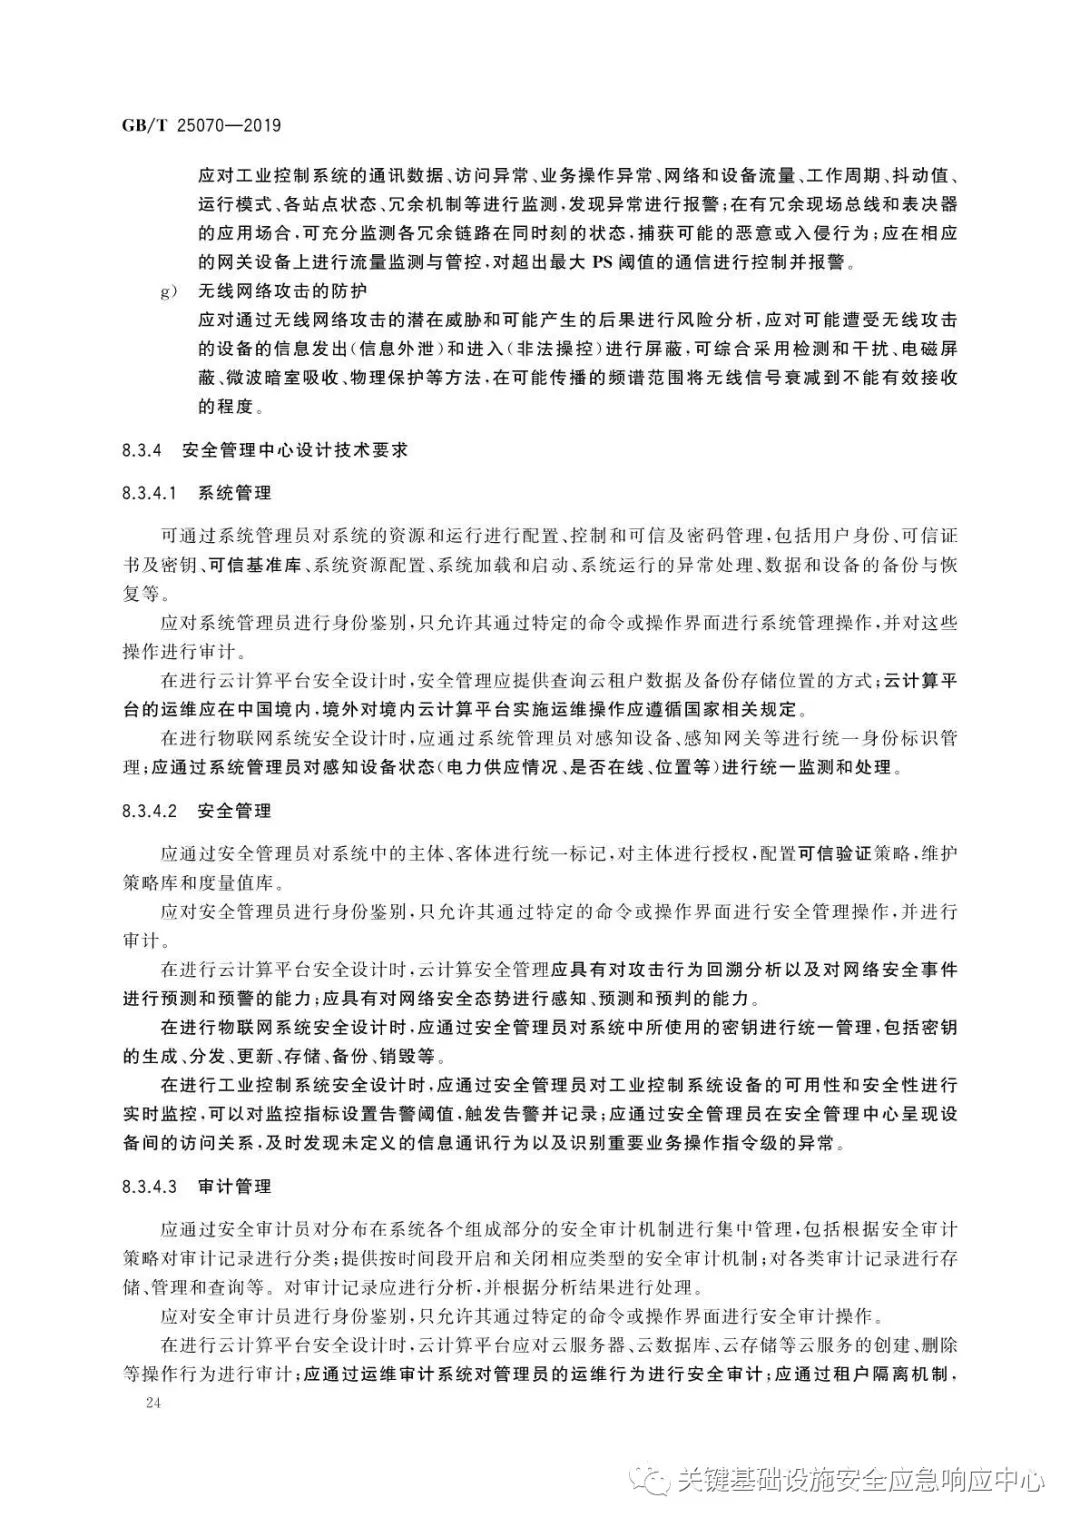 GB/T 25070—2019
应对工业控制系统的通讯数据、访问异常、业务操作异常、网络和设备流量、工作周期、抖动值、
运行模式、各站点状态、冗余机制等进行监测,发现异常进行报警;在有冗余现场总线和表决器
的应用场合,可充分监测各冗余链路在同时刻的状态,捕获可能的恶意或入侵行为;应在相应
的网关设备上进行流量监测与管控,对超出最大 PS 阈值的通信进行控制并报警。
g) 无线网络攻击的防护
应对通过无线网络攻击的潜在威胁和可能产生的后果进行风险分析,应对可能遭受无线攻击
的设备的信息发出(信息外泄)和进入(非法操控)进行屏蔽,可综合采用检测和干扰、电磁屏
蔽、微波暗室吸收、物理保护等方法,在可能传播的频谱范围将无线信号衰减到不能有效接收
的程度。
8.3.4 安全管理中心设计技术要求
8.3.4.1 系统管理
可通过系统管理员对系统的资源和运行进行配置、控制和可信及密码管理,包括用户身份、可信证
书及密钥、可信基准库、系统资源配置、系统加载和启动、系统运行的异常处理、数据和设备的备份与恢
复等。
应对系统管理员进行身份鉴别,只允许其通过特定的命令或操作界面进行系统管理操作,并对这些
操作进行审计。
在进行云计算平台安全设计时,安全管理应提供查询云租户数据及备份存储位置的方式;云计算平
台的运维应在中国境内,境外对境内云计算平台实施运维操作应遵循国家相关规定。
在进行物联网系统安全设计时,应通过系统管理员对感知设备、感知网关等进行统一身份标识管
理;应通过系统管理员对感知设备状态(电力供应情况、是否在线、位置等)进行统一监测和处理。
8.3.4.2 安全管理
应通过安全管理员对系统中的主体、客体进行统一标记,对主体进行授权,配置可信验证策略,维护
策略库和度量值库。
应对安全管理员进行身份鉴别,只允许其通过特定的命令或操作界面进行安全管理操作,并进行
审计。
在进行云计算平台安全设计时,云计算安全管理应具有对攻击行为回溯分析以及对网络安全事件
进行预测和预警的能力;应具有对网络安全态势进行感知、预测和预判的能力。
在进行物联网系统安全设计时,应通过安全管理员对系统中所使用的密钥进行统一管理,包括密钥
的生成、分发、更新、存储、备份、销毁等。
在进行工业控制系统安全设计时,应通过安全管理员对工业控制系统设备的可用性和安全性进行
实时监控,可以对监控指标设置告警阈值,触发告警并记录;应通过安全管理员在安全管理中心呈现设
备间的访问关系,及时发现未定义的信息通讯行为以及识别重要业务操作指令级的异常。
8.3.4.3 审计管理
应通过安全审计员对分布在系统各个组成部分的安全审计机制进行集中管理,包括根据安全审计
策略对审计记录进行分类;提供按时间段开启和关闭相应类型的安全审计机制;对各类审计记录进行存
储、管理和查询等。对审计记录应进行分析,并根据分析结果进行处理。
应对安全审计员进行身份鉴别,只允许其通过特定的命令或操作界面进行安全审计操作。
在进行云计算平台安全设计时,云计算平台应对云服务器、云数据库、云存储等云服务的创建、删除
等操作行为进行审计;应通过运维审计系统对管理员的运维行为进行安全审计;应通过租户隔离机制,
24
关键基础设施安全应急响应中心